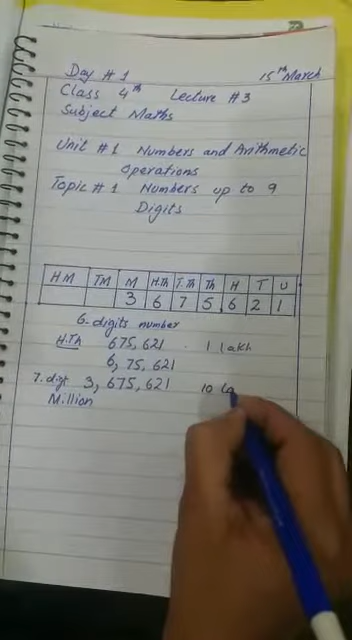 Day # 1 15th March
Class 4th Lecture # 3
Subject Maths
Unit # 1 Numbers and Arithmetic
Operations
Topic # 1 Numbers up to 9
Digits
HM TM M H.Th T.Th Th H T U
3 6 7 5 6 2 1
6-digits number
H.Th 675,621 - 1 Lakh
6,75,621
7.digit 3,675,621 10 La
Million